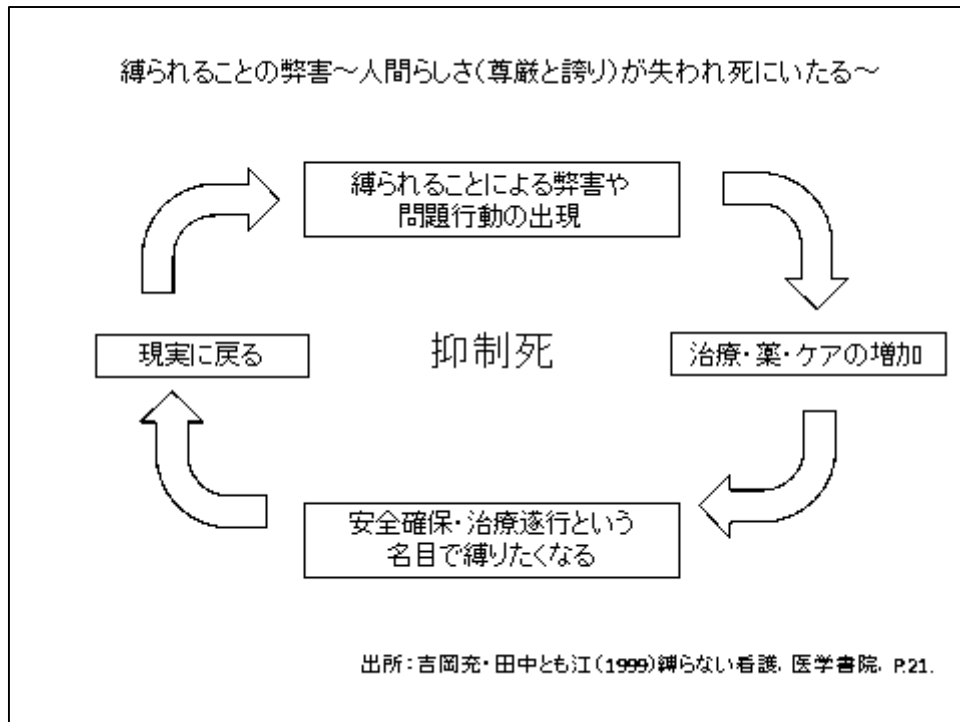 縛られることの弊害～人間らしさ(尊厳と誇り)が失われ死にいたる～
縛られることによる弊害や
問題行動の出現
現実に戻る
抑制死
治療・薬・ケアの増加
安全確保・治療遂行という
名目で縛りたくなる
出所：吉岡充・田中とも江(1999)縛らない看護. 医学書院. P.21.